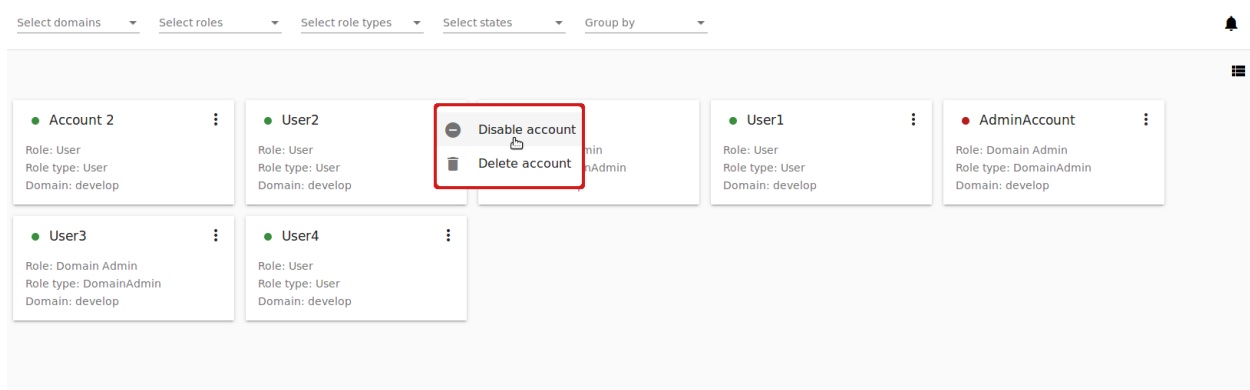 Select domains Select roles Select role types Select states Group by
Account 2
Role: User
Role type: User
Domain: develop
User2
Role: User
Role type: User
Domain: develop
Disable account
Delete account
User1
Role: User
Role type: User
Domain: develop
AdminAccount
Role: Domain Admin
Role type: DomainAdmin
Domain: develop
User3
Role: Domain Admin
Role type: DomainAdmin
Domain: develop
User4
Role: User
Role type: User
Domain: develop